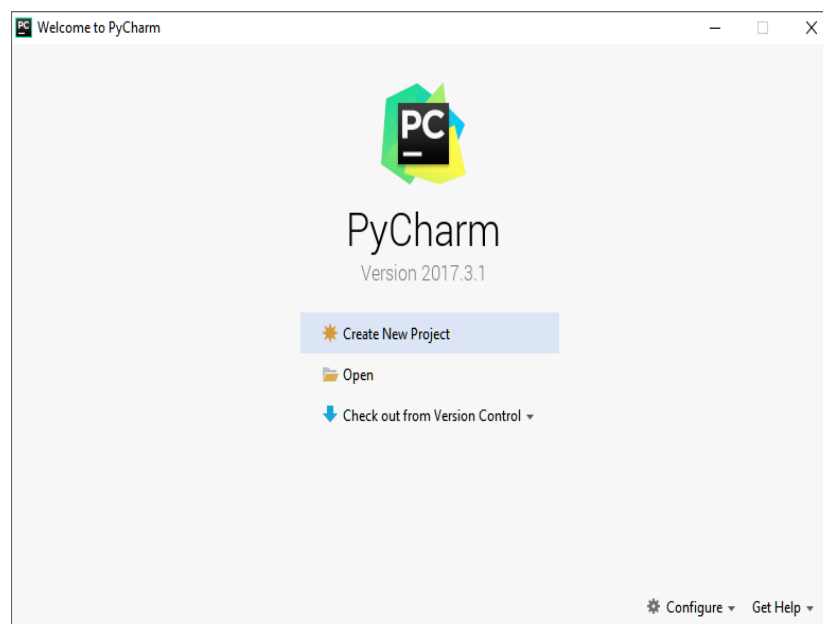 PC
Welcome to PyCharm
PC
PyCharm
Version 2017.3.1
Create New Project
Open
Check out from Version Control
Configure
Get Help